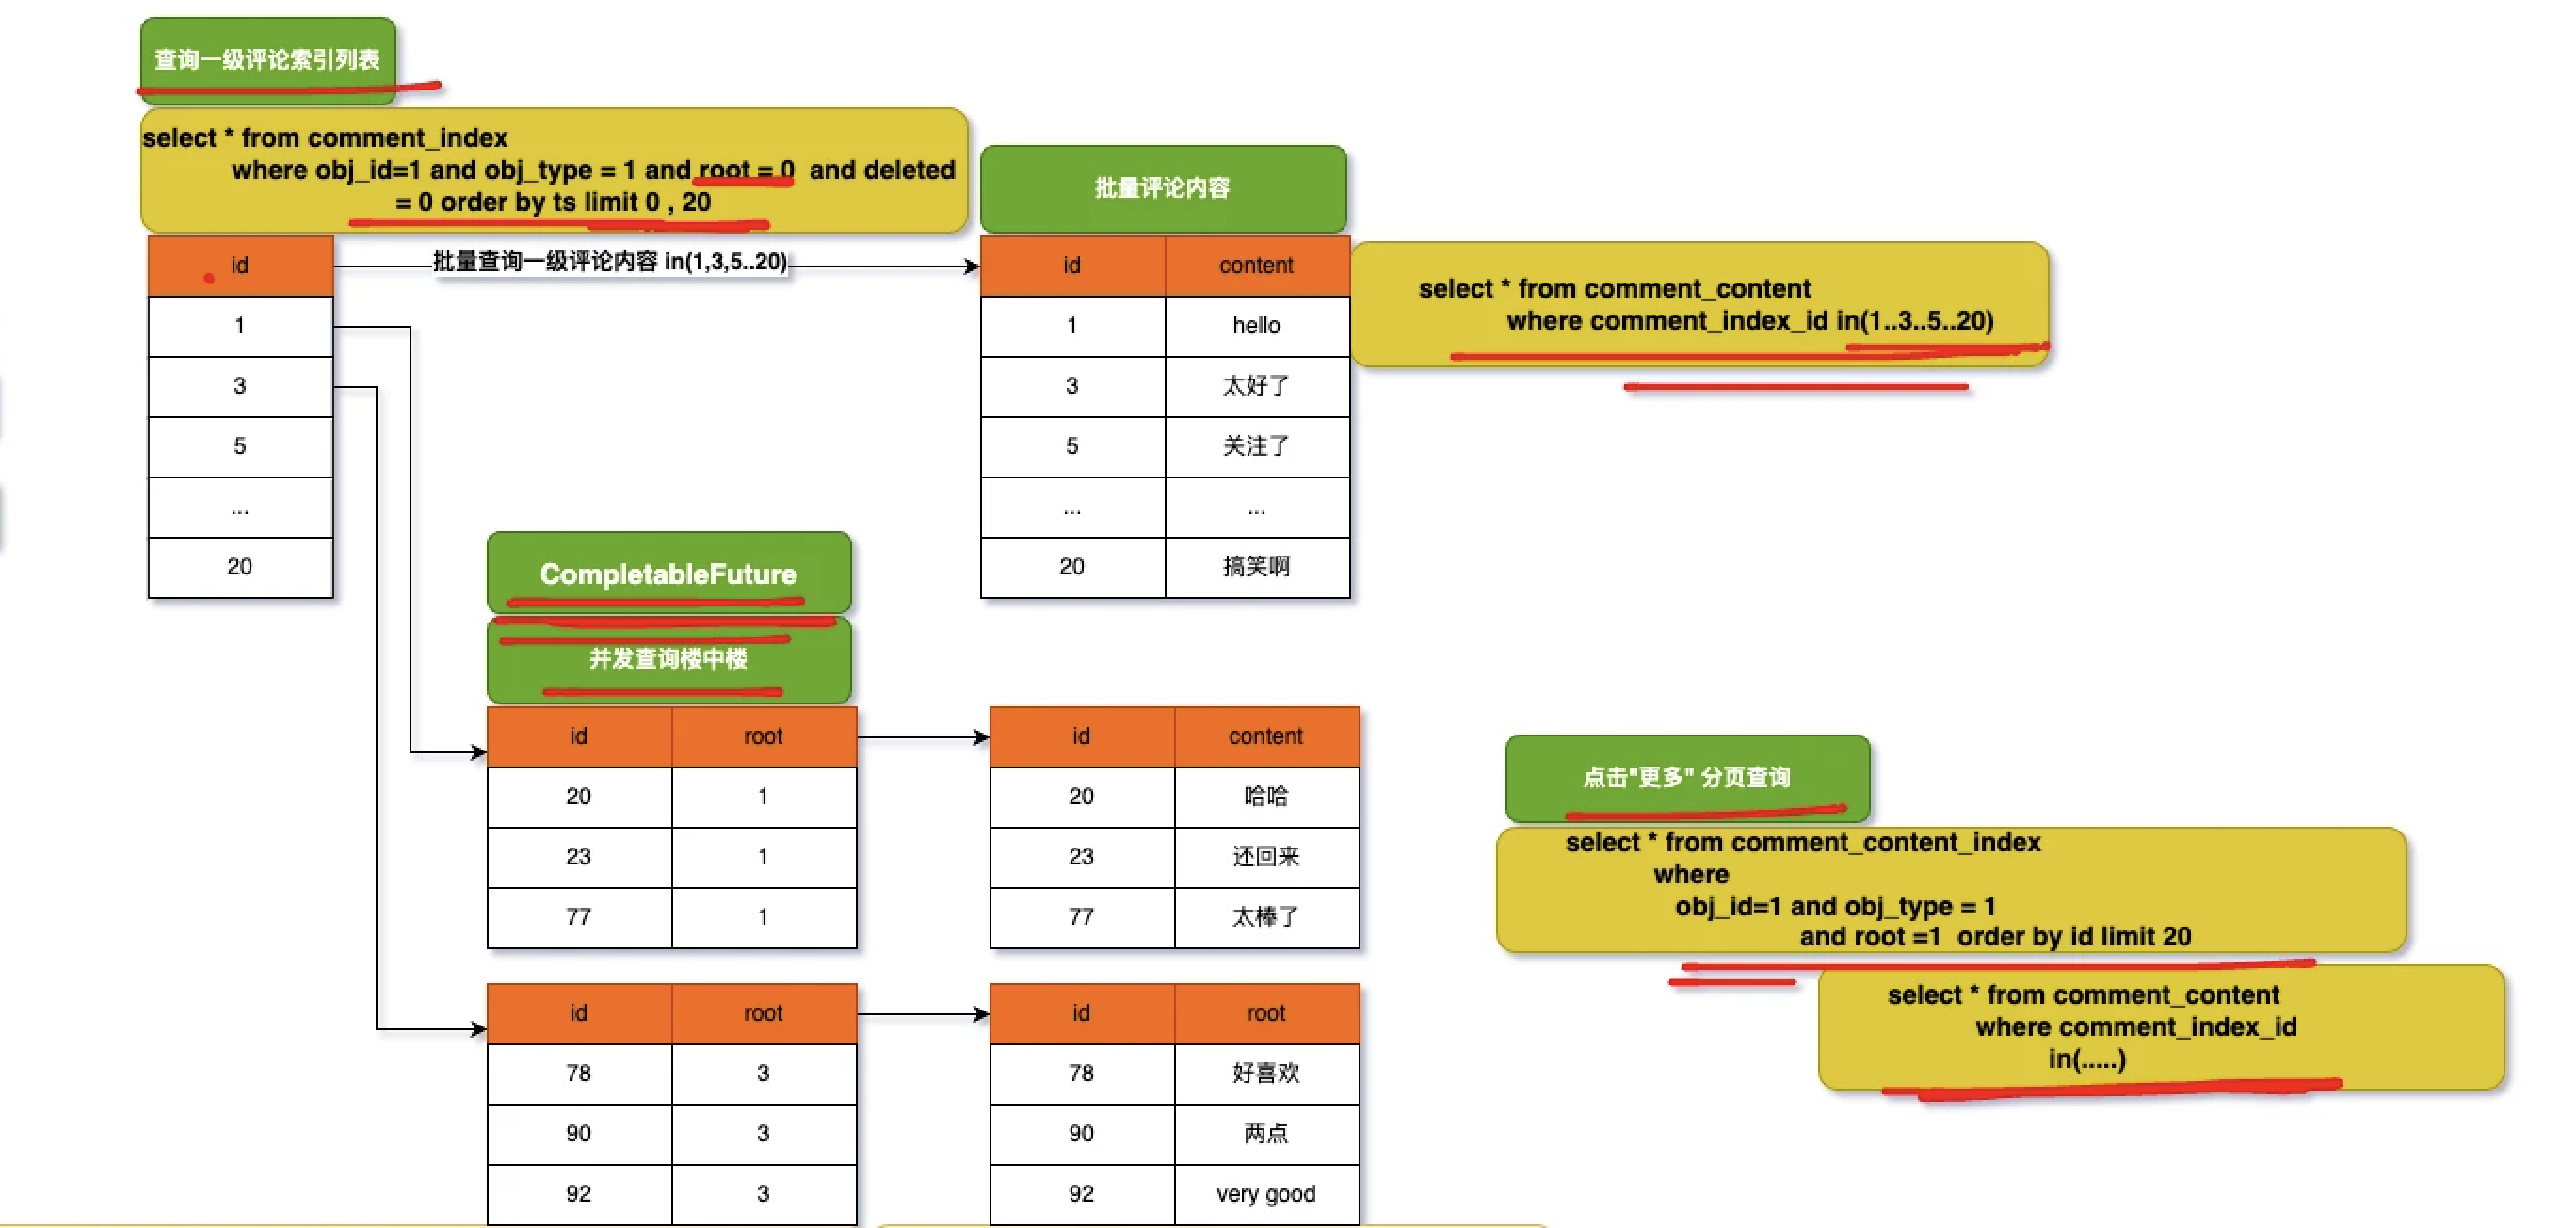 查询一级评论索引列表
select * from comment_index
where obj_id=1 and obj_type = 1 and root = 0 and deleted
= 0 order by ts limit 0 , 20
批量评论内容
id
批量查询一级评论内容 in(1,3,5..20)
id content
select * from comment_content
where comment_index_id in(1..3..5..20)
1
1 hello
3
3 太好了
5
5 关注了
...
... ...
20
20 搞笑啊
CompletableFuture
并发查询楼中楼
id root
20 1
23 1
77 1
id content
20 哈哈
23 还回来
77 太棒了
点击"更多" 分页查询
select * from comment_content_index
where
obj_id=1 and obj_type = 1
and root =1 order by id limit 20
select * from comment_content
where comment_index_id
in(.....)
id root
78 3
90 3
92 3
id root
78 好喜欢
90 两点
92 very good